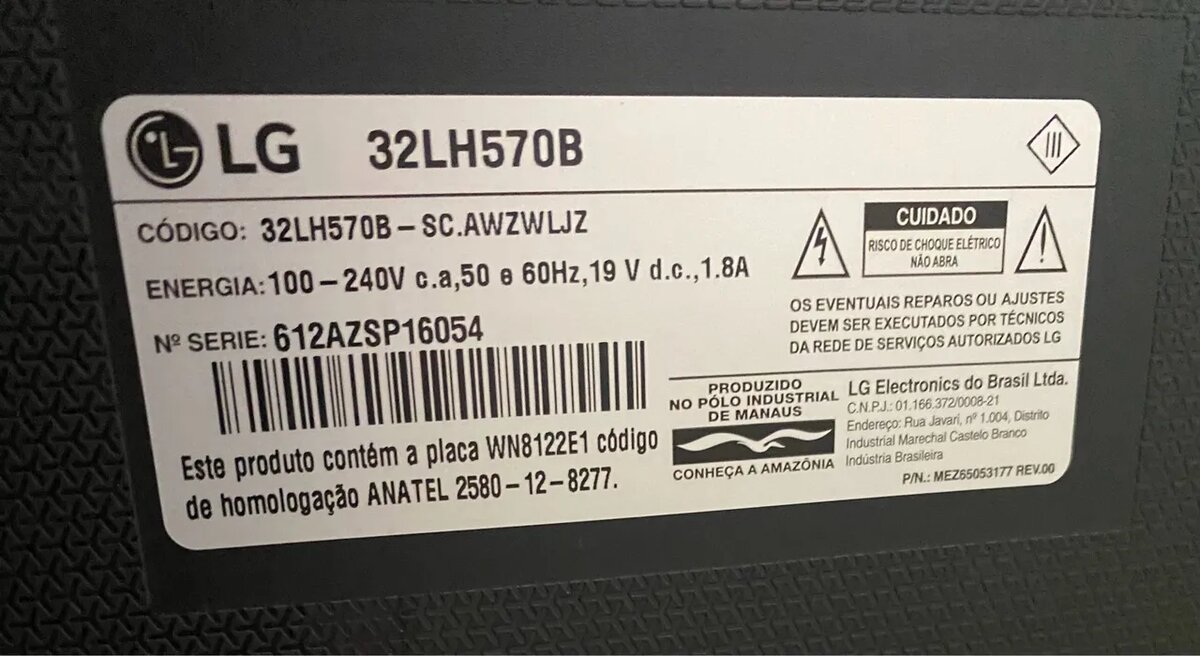 LG 32LH570B
CÓDIGO: 32LH570B – SC.AWZWLJZ
ENERGIA: 100 – 240V c.a,50 e 60Hz,19 V d.c.,1.8A
Nº SERIE: 612AZSP16054
Este produto contém a placa WN8122E1 código
de homologação ANATEL 2580-12-8277.
CUIDADO
RISCO DE CHOQUE ELÉTRICO
NÃO ABRA
OS EVENTUAIS REPAROS OU AJUSTES
DEVEM SER EXECUTADOS POR TÉCNICOS
DA REDE DE SERVIÇOS AUTORIZADOS LG
PRODUZIDO
NO PÓLO INDUSTRIAL
DE MANAUS
CONHEÇA A AMAZÔNIA
LG Electronics do Brasil Ltda.
C.N.P.J.: 01.166.372/0008-21
Endereço: Rua Javari, nº 1.004, Distrito
Industrial Marechal Castelo Branco
Indústria Brasileira
P/N.: MEZ65053177 REV.00